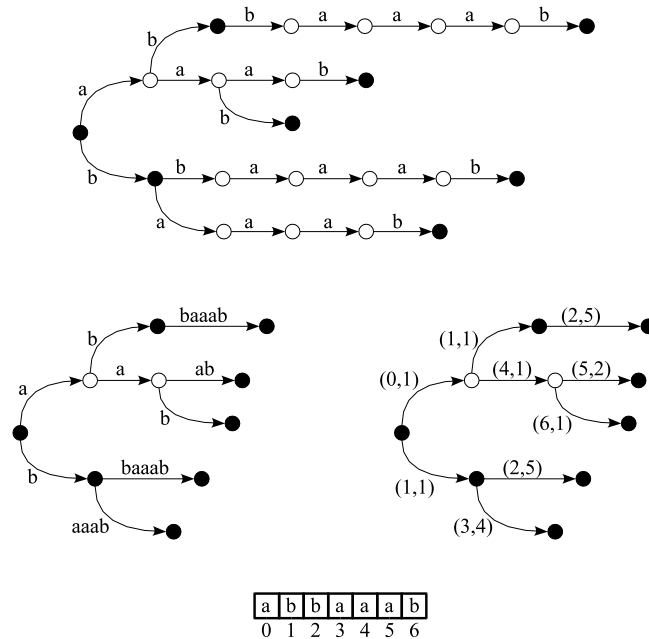 b a a a b
b
a a a b
b
a
b a a a b
b
a a a b
baaab
b
a ab
a
b
baaab
b
aaab
(2,5)
(1,1)
(0,1) (4,1) (5,2)
(6,1)
(2,5)
(1,1)
(3,4)
a b b a a a b
0 1 2 3 4 5 6